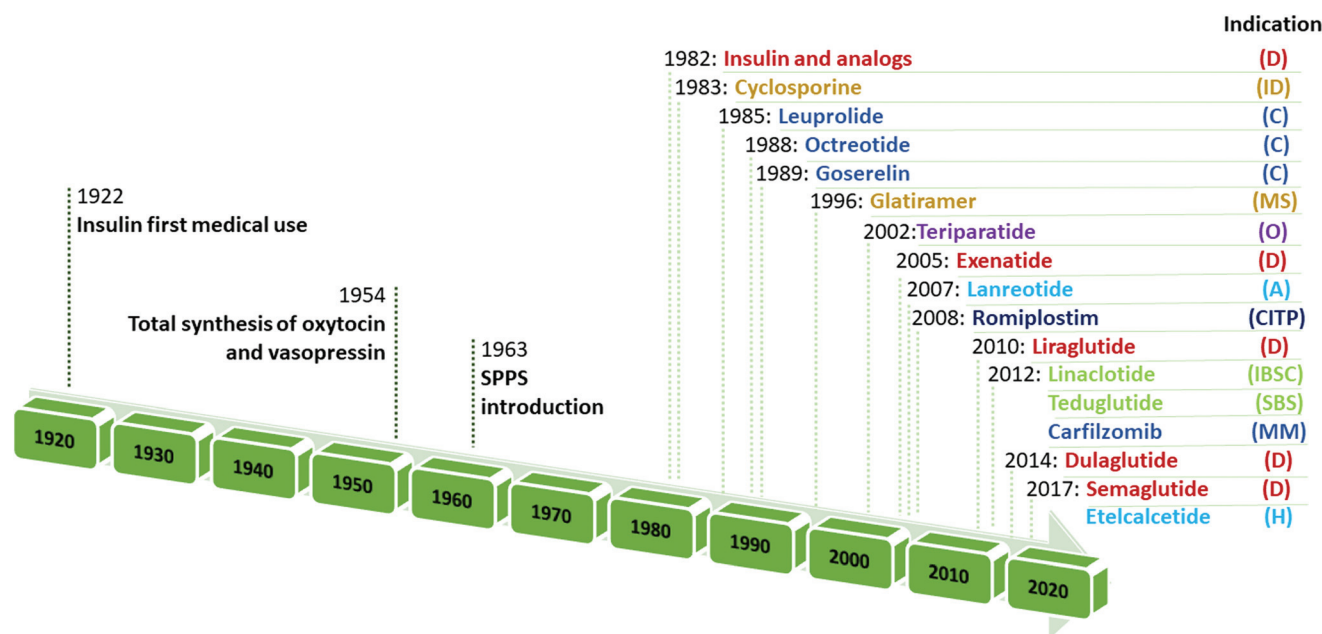 Indication
1982: Insulin and analogs (D)
1983: Cyclosporine (ID)
1985: Leuprolide (C)
1988: Octreotide (C)
1989: Goserelin (C)
1996: Glatiramer (MS)
2002:Teriparatide (O)
2005: Exenatide (D)
2007: Lanreotide (A)
2008: Romiplostim (CITP)
2010: Liraglutide (D)
2012: Linaclotide (IBSC)
Teduglutide (SBS)
Carfilzomib (MM)
2014: Dulaglutide (D)
2017: Semaglutide (D)
Etelcalcetide (H)
1922
Insulin first medical use
1954
Total synthesis of oxytocin
and vasopressin
1963
SPPS
introduction
1920
1930
1940
1950
1960
1970
1980
1990
2000
2010
2020